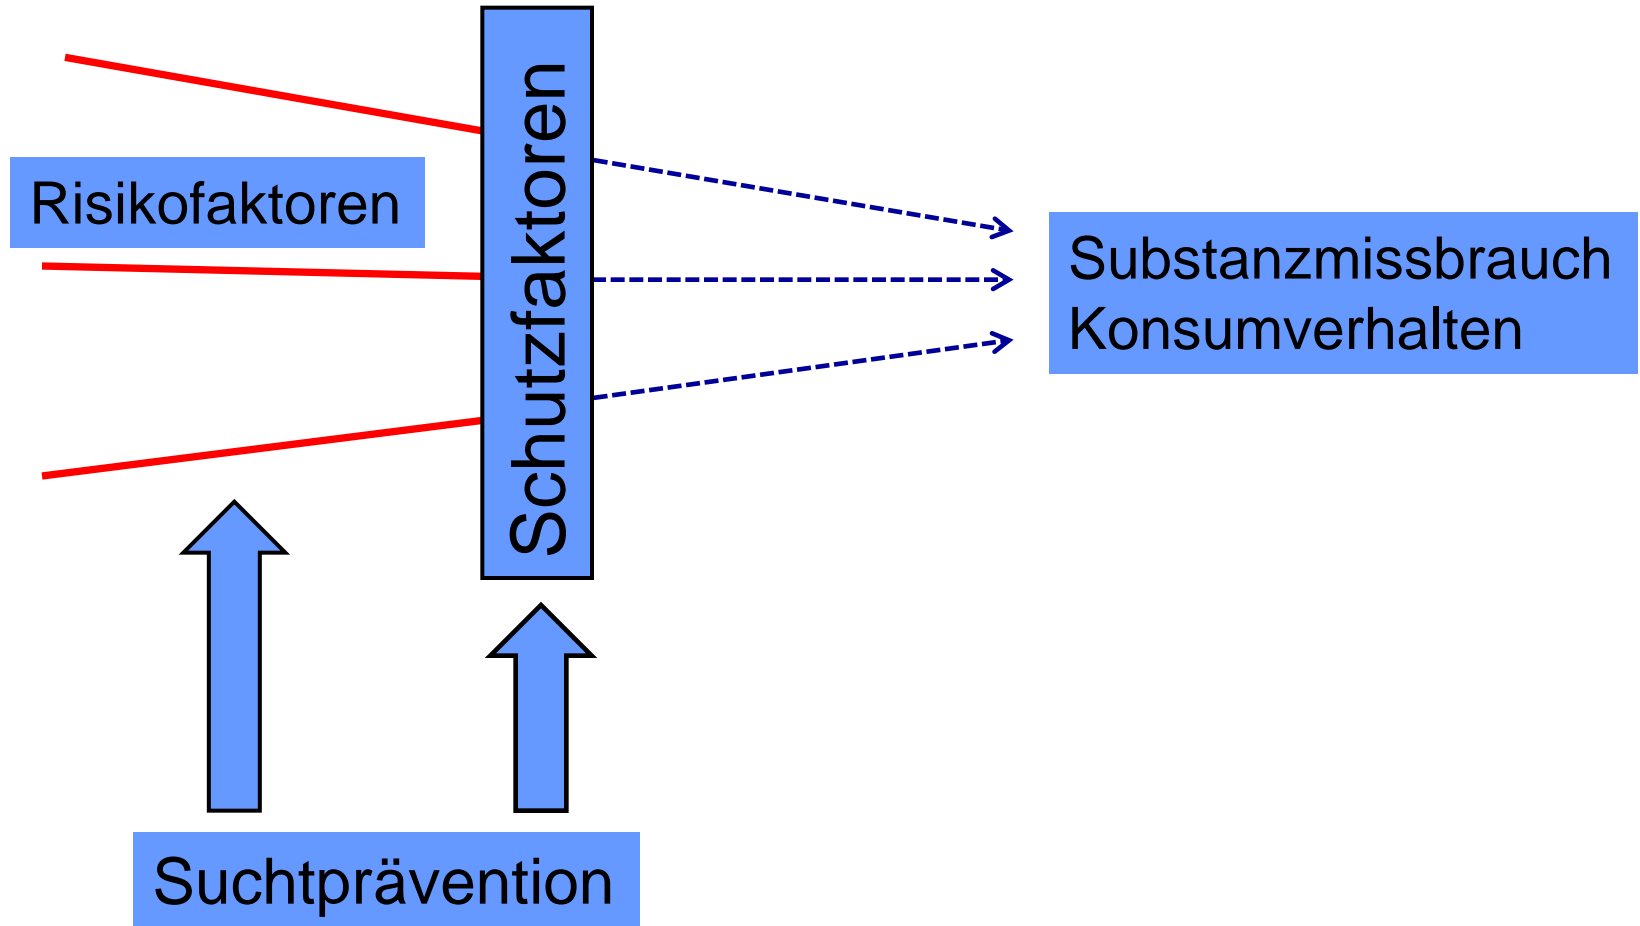 Risikofaktoren
Schutzfaktoren
Substanzmissbrauch
Konsumverhalten
Suchtprävention